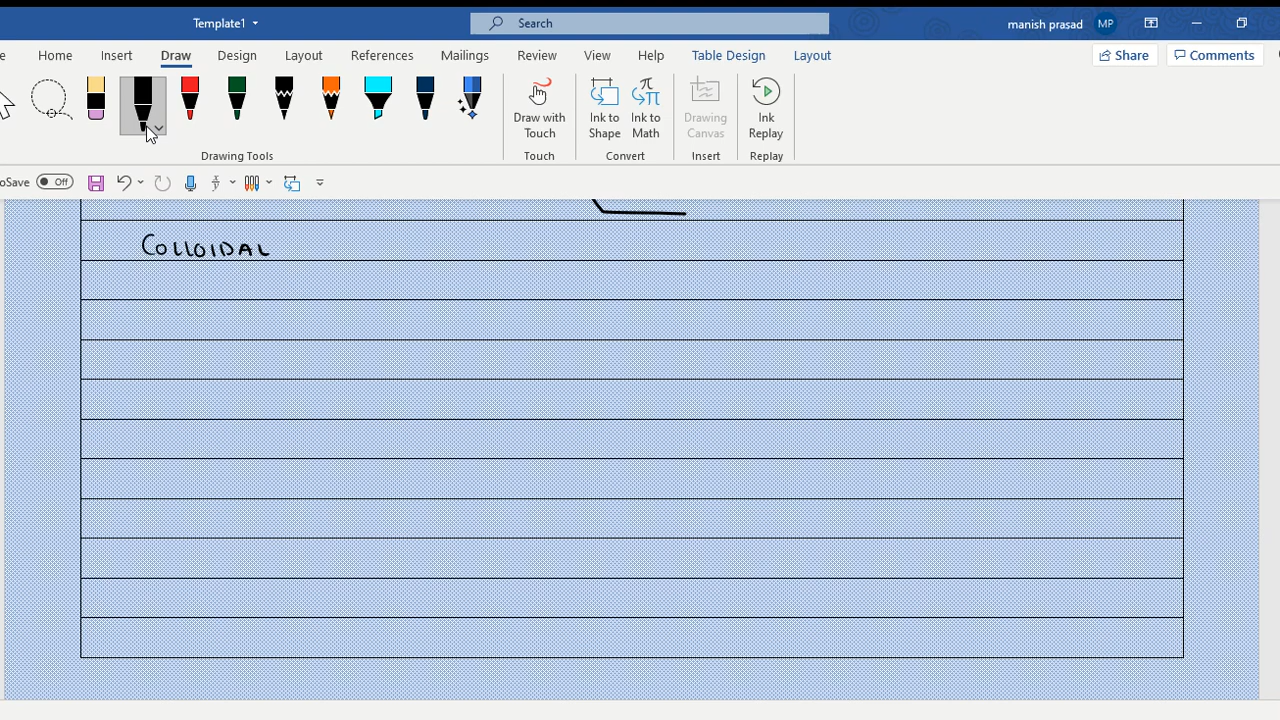 Template1 Search manish prasad MP
Home Insert Draw Design Layout References Mailings Review View Help Table Design Layout Share Comments
Draw with Touch Ink to Shape Ink to Math Drawing Canvas Ink Replay
Drawing Tools Touch Convert Insert Replay
oSave Off
COLLOIDAL